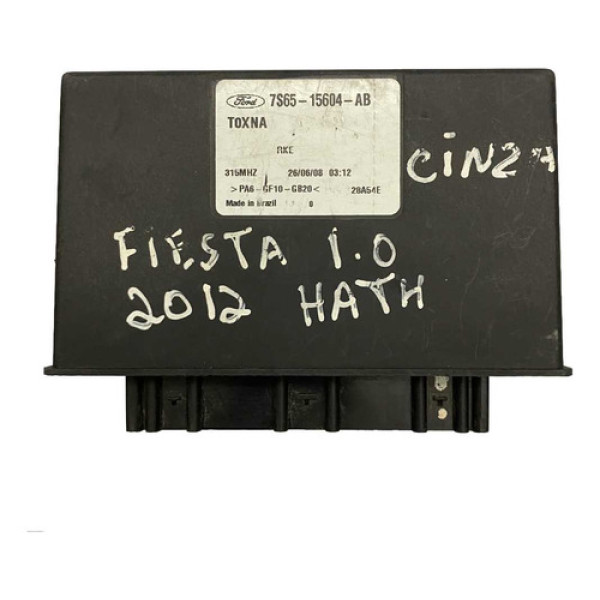 Ford 7S65-15604-AB
TOXNA
RKE
315MHZ 26/06/08 03:12
>PA6-GF10-GB20< 28A54E
Made in Brazil 0
CINZA
FIESTA 1.0
2012 HATH